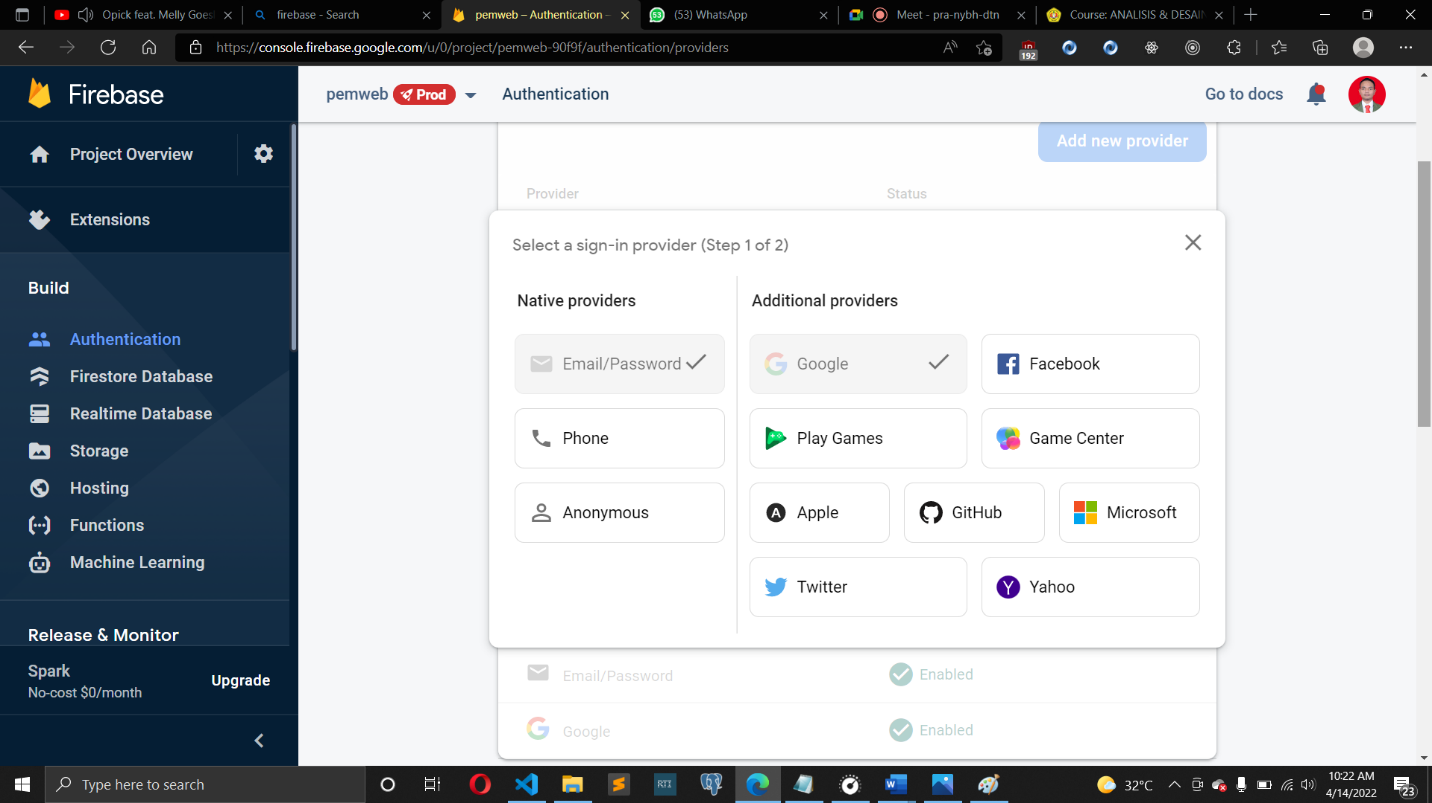 Opick feat. Melly Goes
firebase - Search
pemweb – Authentication –
(53) WhatsApp
Meet - pra-nybh-dtn
Course: ANALISIS & DESAIN
https://console.firebase.google.com/u/0/project/pemweb-90f9f/authentication/providers
192
Firebase
pemweb
Prod
Authentication
Go to docs
Project Overview
Extensions
Build
Authentication
Firestore Database
Realtime Database
Storage
Hosting
Functions
Machine Learning
Release & Monitor
Spark
No-cost $0/month
Upgrade
Add new provider
Provider
Status
Select a sign-in provider (Step 1 of 2)
Native providers
Additional providers
Email/Password
Google
Facebook
Phone
Play Games
Game Center
Anonymous
Apple
GitHub
Microsoft
Twitter
Yahoo
Email/Password
Enabled
Google
Enabled
Type here to search
RTI
32°C
10:22 AM
4/14/2022
23